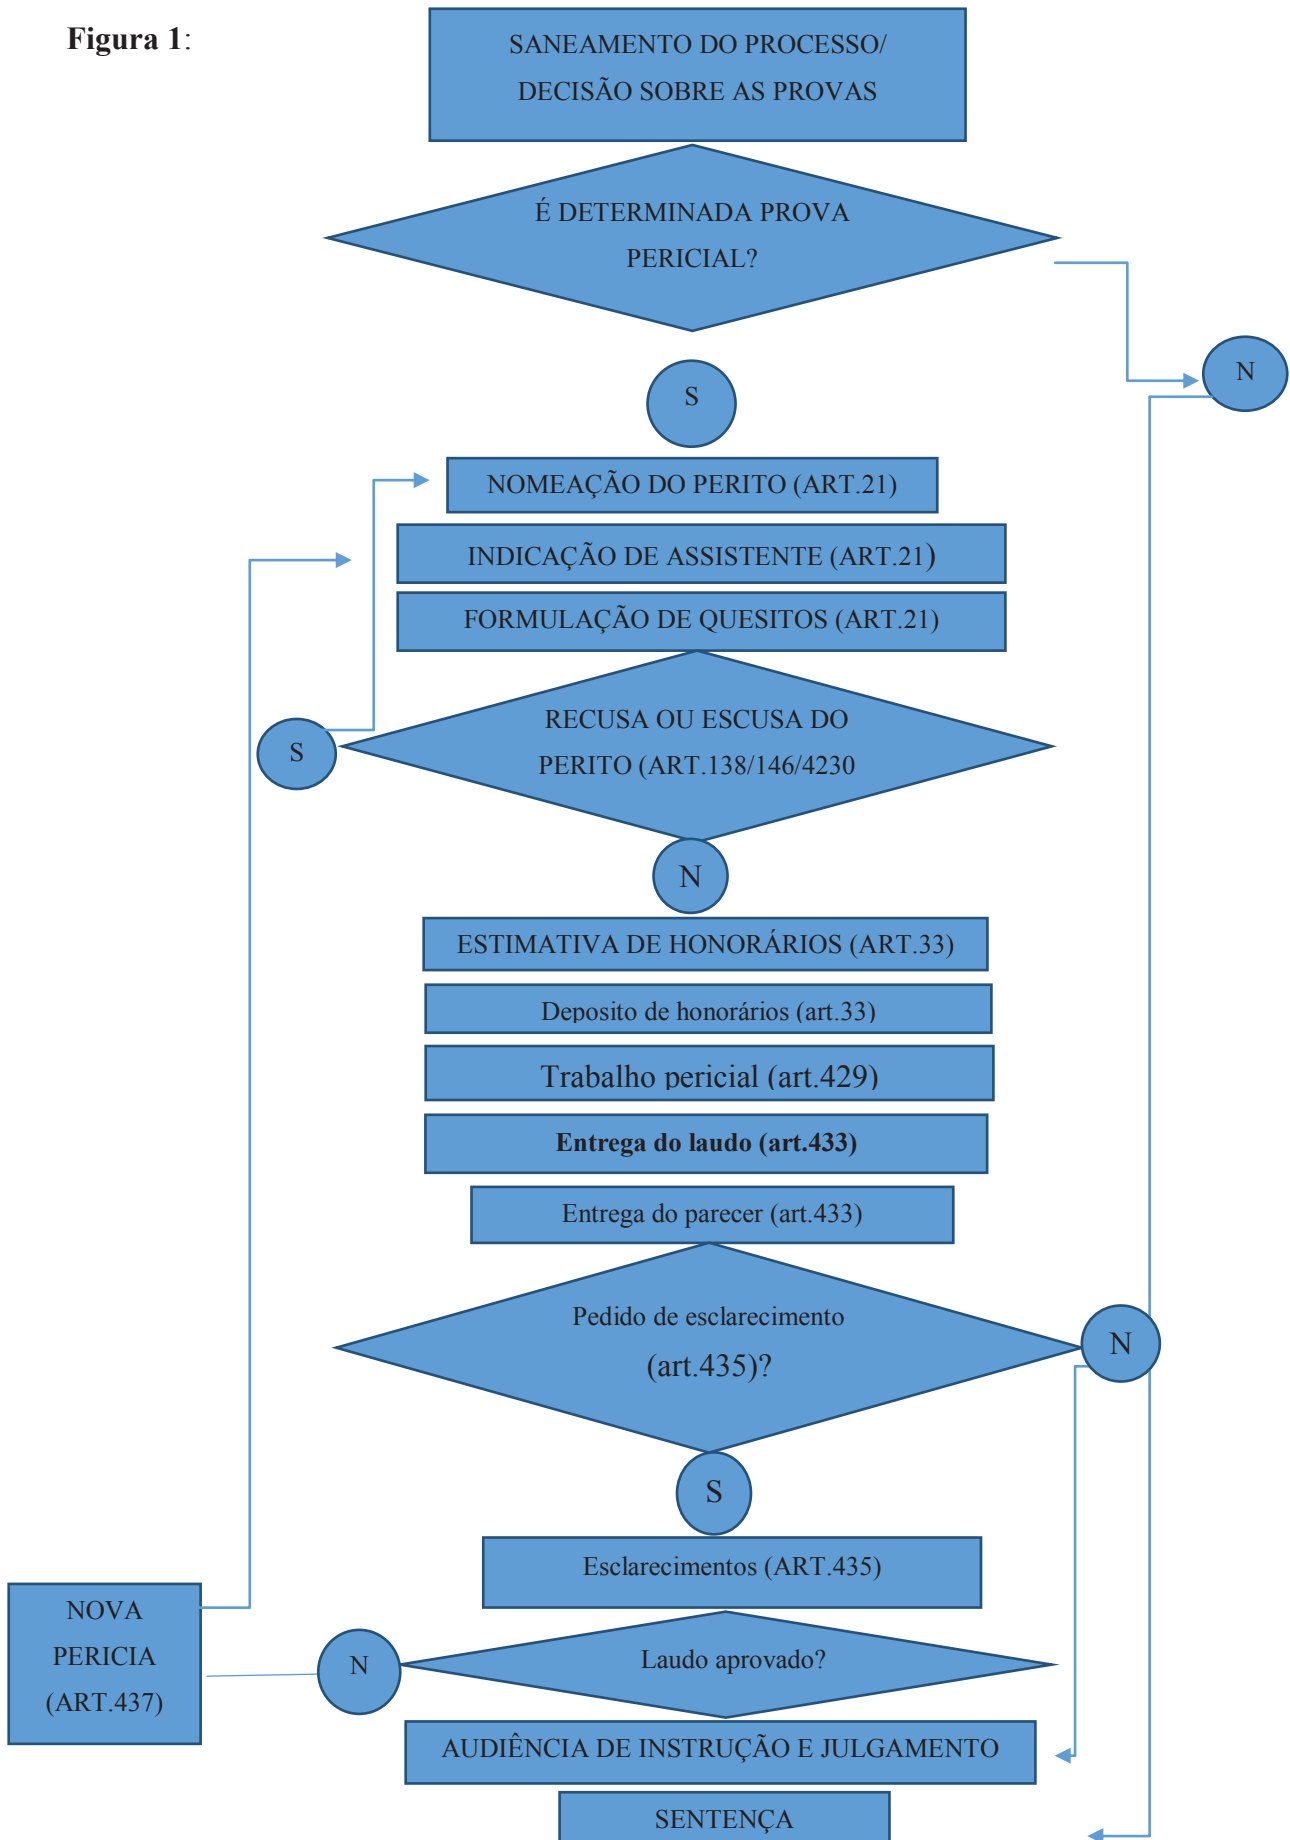 Figura 1:
SANEAMENTO DO PROCESSO/
DECISÃO SOBRE AS PROVAS
É DETERMINADA PROVA
PERICIAL?
N
S
NOMEAÇÃO DO PERITO (ART.21)
INDICAÇÃO DE ASSISTENTE (ART.21)
FORMULAÇÃO DE QUESITOS (ART.21)
RECUSA OU ESCUSA DO
PERITO (ART.138/146/4230
S
N
ESTIMATIVA DE HONORÁRIOS (ART.33)
Deposito de honorários (art.33)
Trabalho pericial (art.429)
Entrega do laudo (art.433)
Entrega do parecer (art.433)
Pedido de esclarecimento
(art.435)?
N
S
Esclarecimentos (ART.435)
NOVA
PERICIA
(ART.437)
N
Laudo aprovado?
AUDIÊNCIA DE INSTRUÇÃO E JULGAMENTO
SENTENÇA